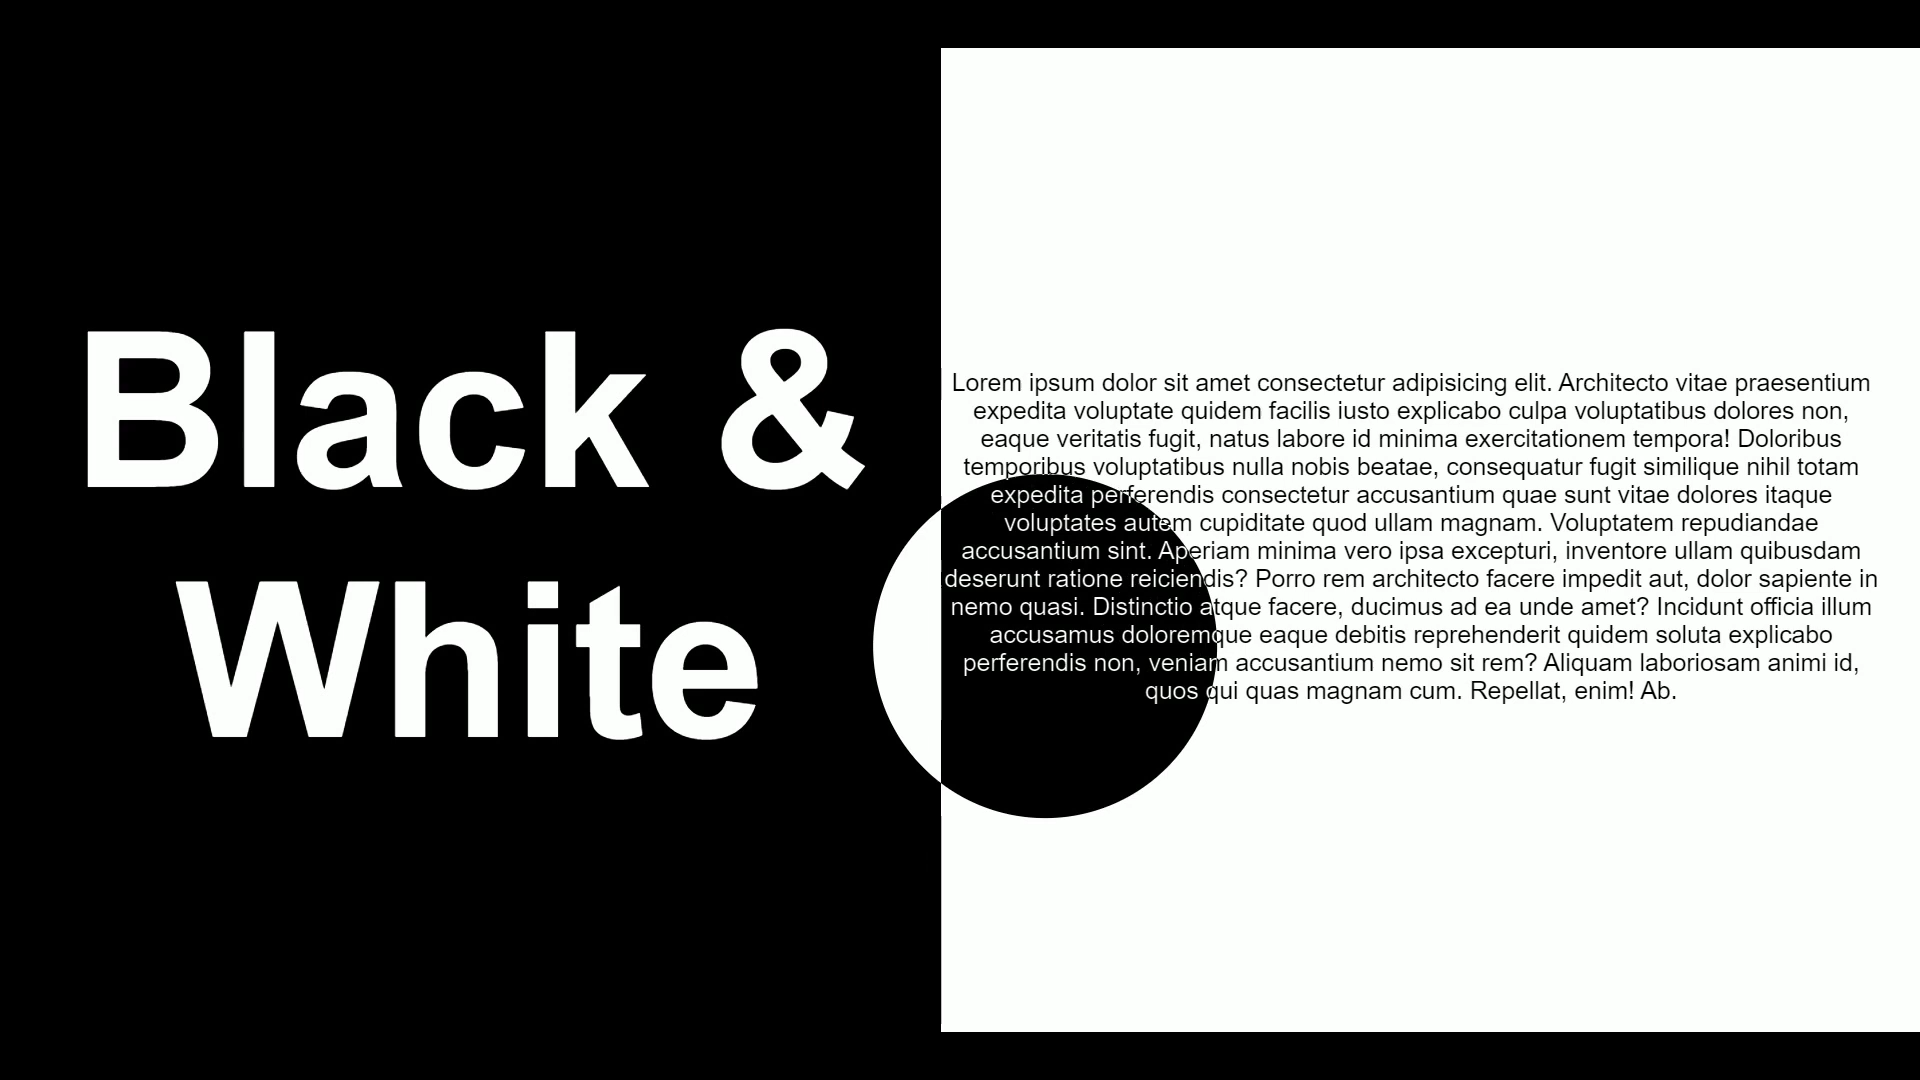 Black &
White
Lorem ipsum dolor sit amet consectetur adipisicing elit. Architecto vitae praesentium
expedita voluptate quidem facilis iusto explicabo culpa voluptatibus dolores non,
eaque veritatis fugit, natus labore id minima exercitationem tempora! Doloribus
temporibus voluptatibus nulla nobis beatae, consequatur fugit similique nihil totam
expedita perferendis consectetur accusantium quae sunt vitae dolores itaque
voluptates autem cupiditate quod ullam magnam. Voluptatem repudiandae
accusantium sint. Aperiam minima vero ipsa excepturi, inventore ullam quibusdam
deserunt ratione reiciendis? Porro rem architecto facere impedit aut, dolor sapiente in
nemo quasi. Distinctio atque facere, ducimus ad ea unde amet? Incidunt officia illum
accusamus doloremque eaque debitis reprehenderit quidem soluta explicabo
perferendis non, veniam accusantium nemo sit rem? Aliquam laboriosam animi id,
quos qui quas magnam cum. Repellat, enim! Ab.